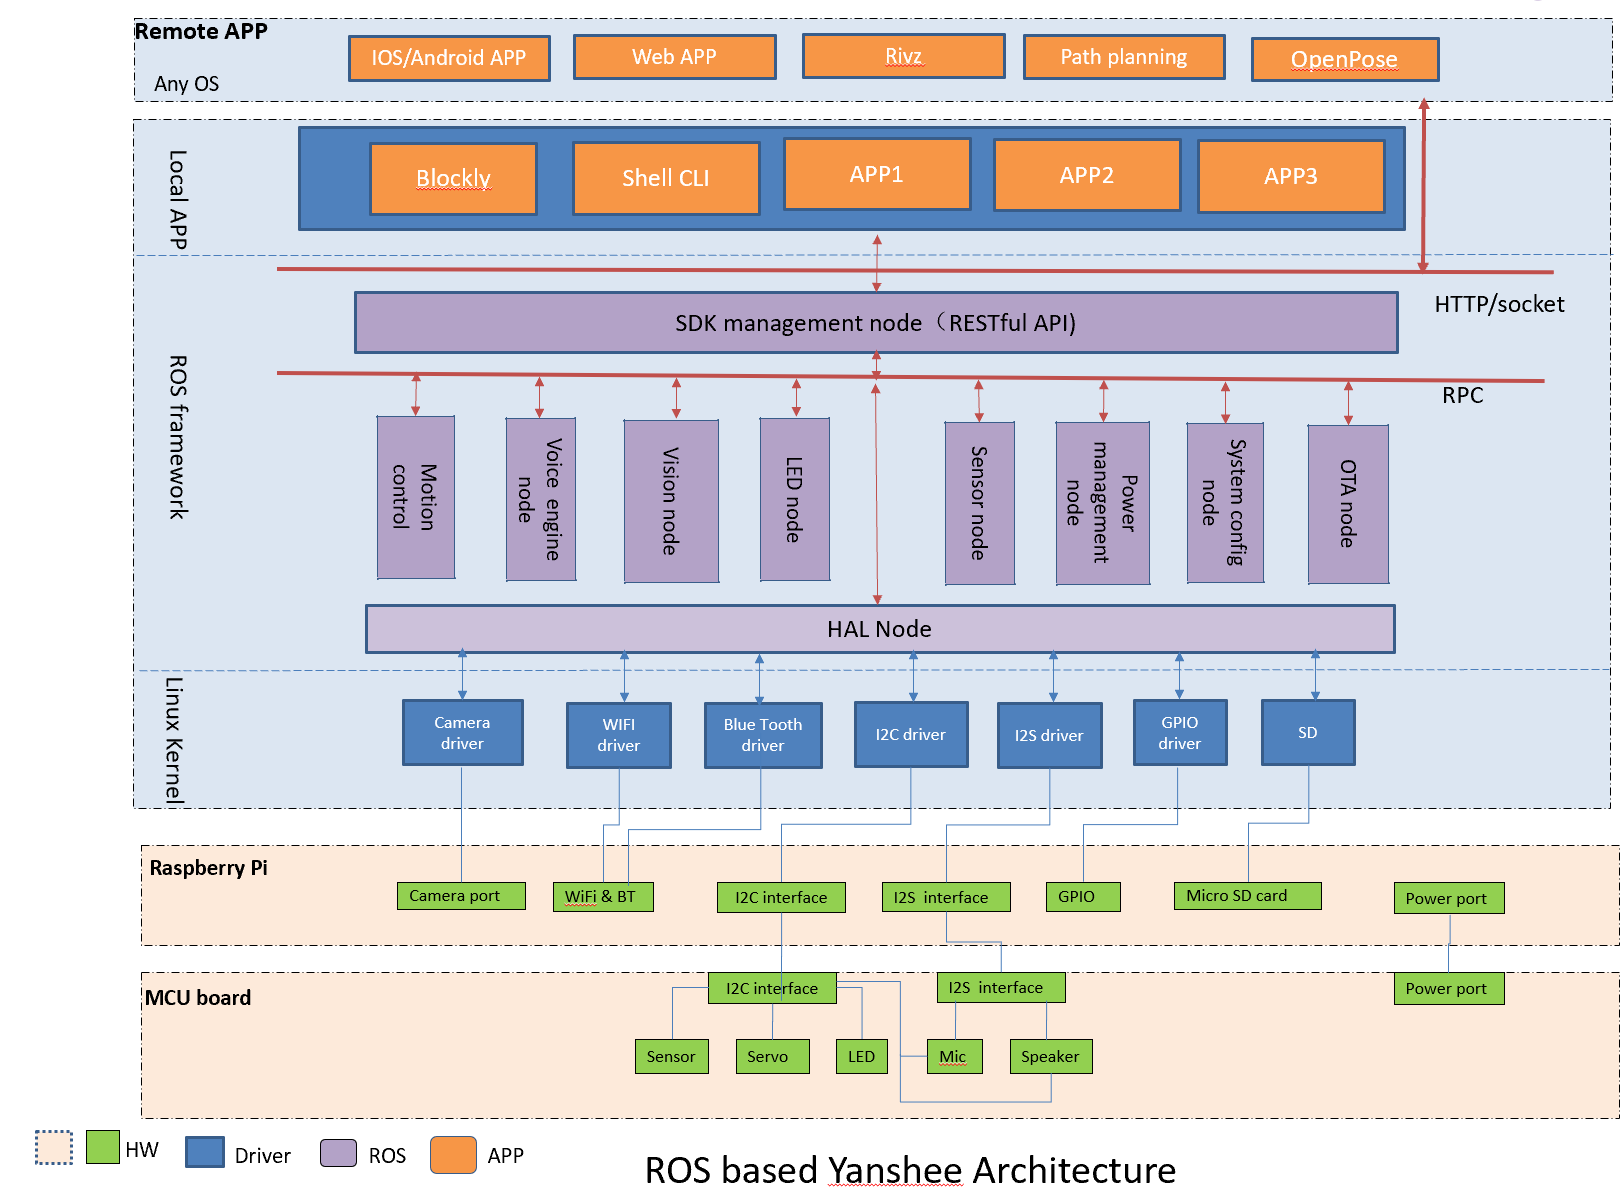 Remote APP
IOS/Android APP
Web APP
Rivz
Path planning
OpenPose
Any OS
Local APP
Blockly
Shell CLI
APP1
APP2
APP3
HTTP/socket
SDK management node（RESTful API)
ROS framework
RPC
Motion
control
Voice engine
node
Vision node
LED node
Sensor node
Power
management
node
System config
node
OTA node
HAL Node
Linux Kernel
Camera
driver
WIFI
driver
Blue Tooth
driver
I2C driver
I2S driver
GPIO
driver
SD
Raspberry Pi
Camera port
WiFi & BT
I2C interface
I2S interface
GPIO
Micro SD card
Power port
MCU board
I2C interface
I2S interface
Power port
Sensor
Servo
LED
Mic
Speaker
HW
Driver
ROS
APP
ROS based Yanshee Architecture